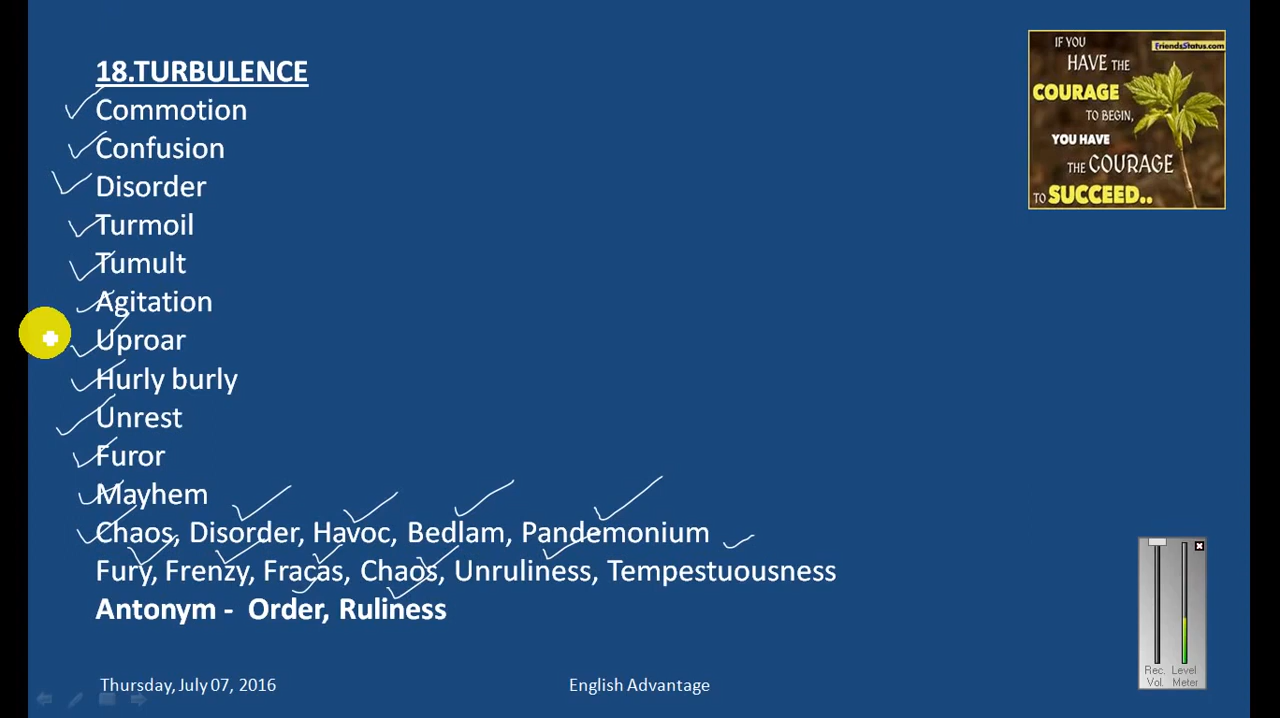 18.TURBULENCE
Commotion
Confusion
Disorder
Turmoil
Tumult
Agitation
Uproar
Hurly burly
Unrest
Furor
Mayhem
Chaos, Disorder, Havoc, Bedlam, Pandemonium
Fury, Frenzy, Fracas, Chaos, Unruliness, Tempestuousness
Antonym - Order, Ruliness
Thursday, July 07, 2016
English Advantage
FriendsStatus.com
IF YOU
HAVE THE
COURAGE
TO BEGIN,
YOU HAVE
THE COURAGE
TO SUCCEED..
Rec. Level
Vol. Meter